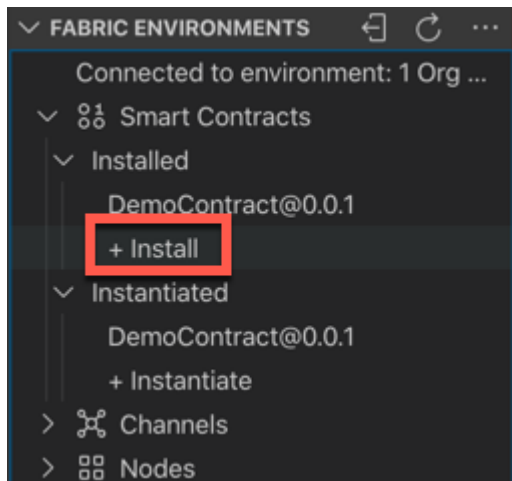 FABRIC ENVIRONMENTS
Connected to environment: 1 Org ...
Smart Contracts
Installed
DemoContract@0.0.1
+ Install
Instantiated
DemoContract@0.0.1
+ Instantiate
Channels
Nodes